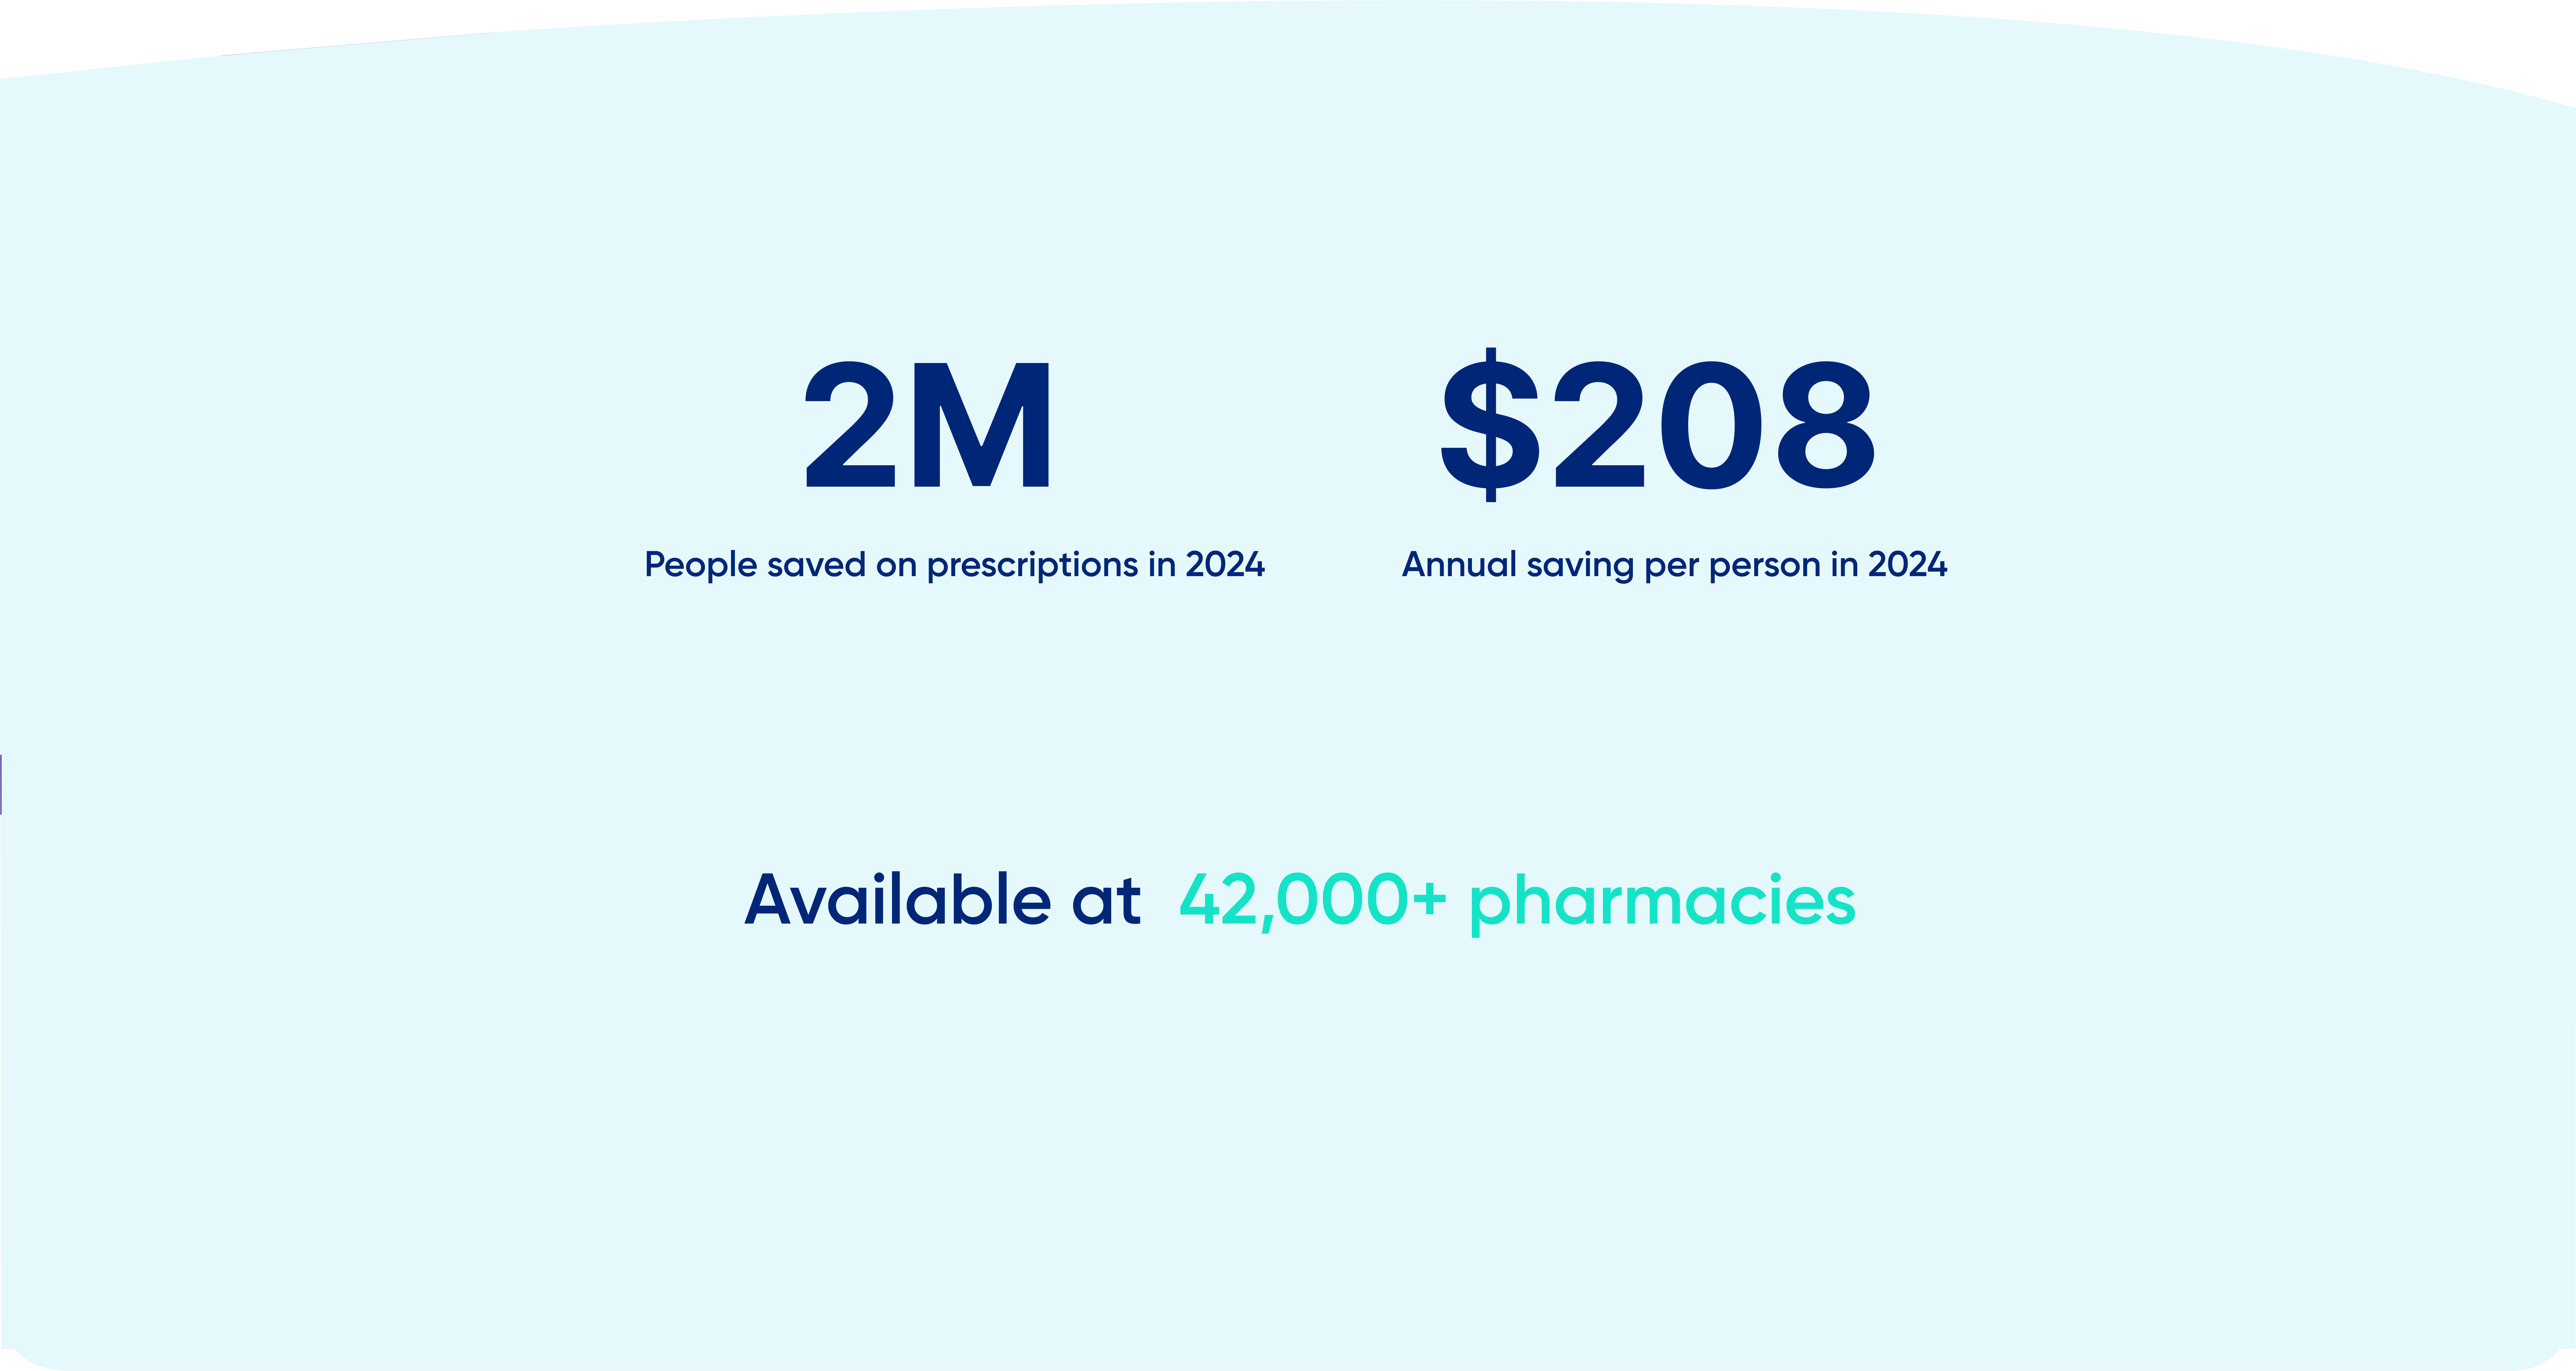 2M
$208
People saved on prescriptions in 2024
Annual saving per person in 2024
Available at 42,000+ pharmacies